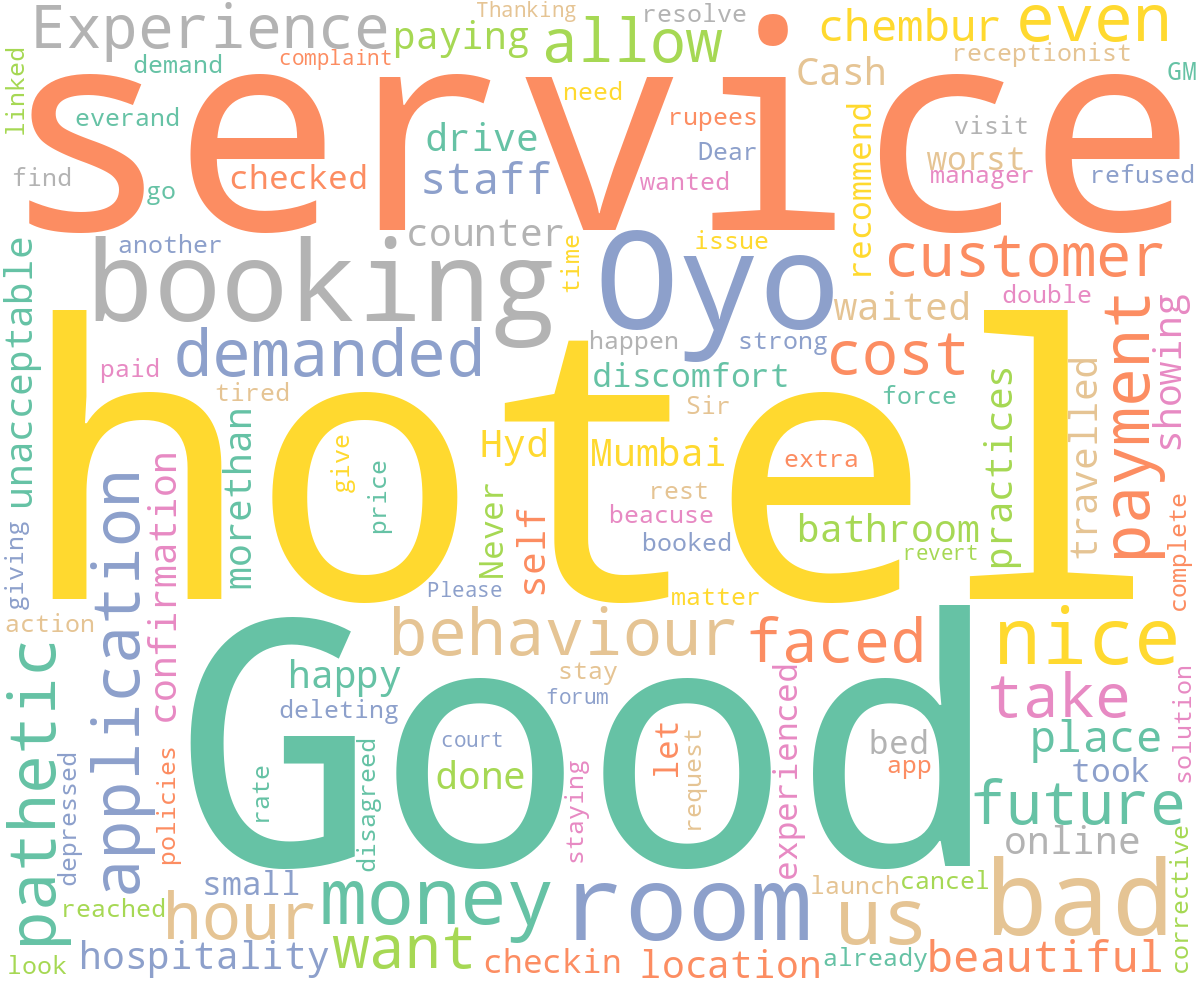 Experience
paying
Thanking
allow
resolve
chembur
even
linked
demand
complaint
Cash
receptionist
GM
service
need
everand
drive
rupees
recommend
visit
find
go
checked
staff
Dear
wanted
worst
manager
refused
unacceptable
another
booking
counter
time
Oyo
issue
customer
waited
double
demanded
happen
strong
cost
payment
showing
paid
tired
discomfort
force
hotel
morethan
Sir
practices
travelled
give
price
Hyd
Mumbai
extra
rest
beacuse
booked
Never
self
bathroom
revert
giving
application
confirmation
Please
matter
complete
action
behaviour
faced
nice
pathetic
Good
happy
deleting
stay
forum
experienced
take
solution
depressed
policies
rate
disagreed
court
done
staying
let
request
bed
app
place
took
future
online
corrective
small
reached
hour
money
room
launch
cancel
us
bad
look
hospitality
want
checkin
location
already
beautiful